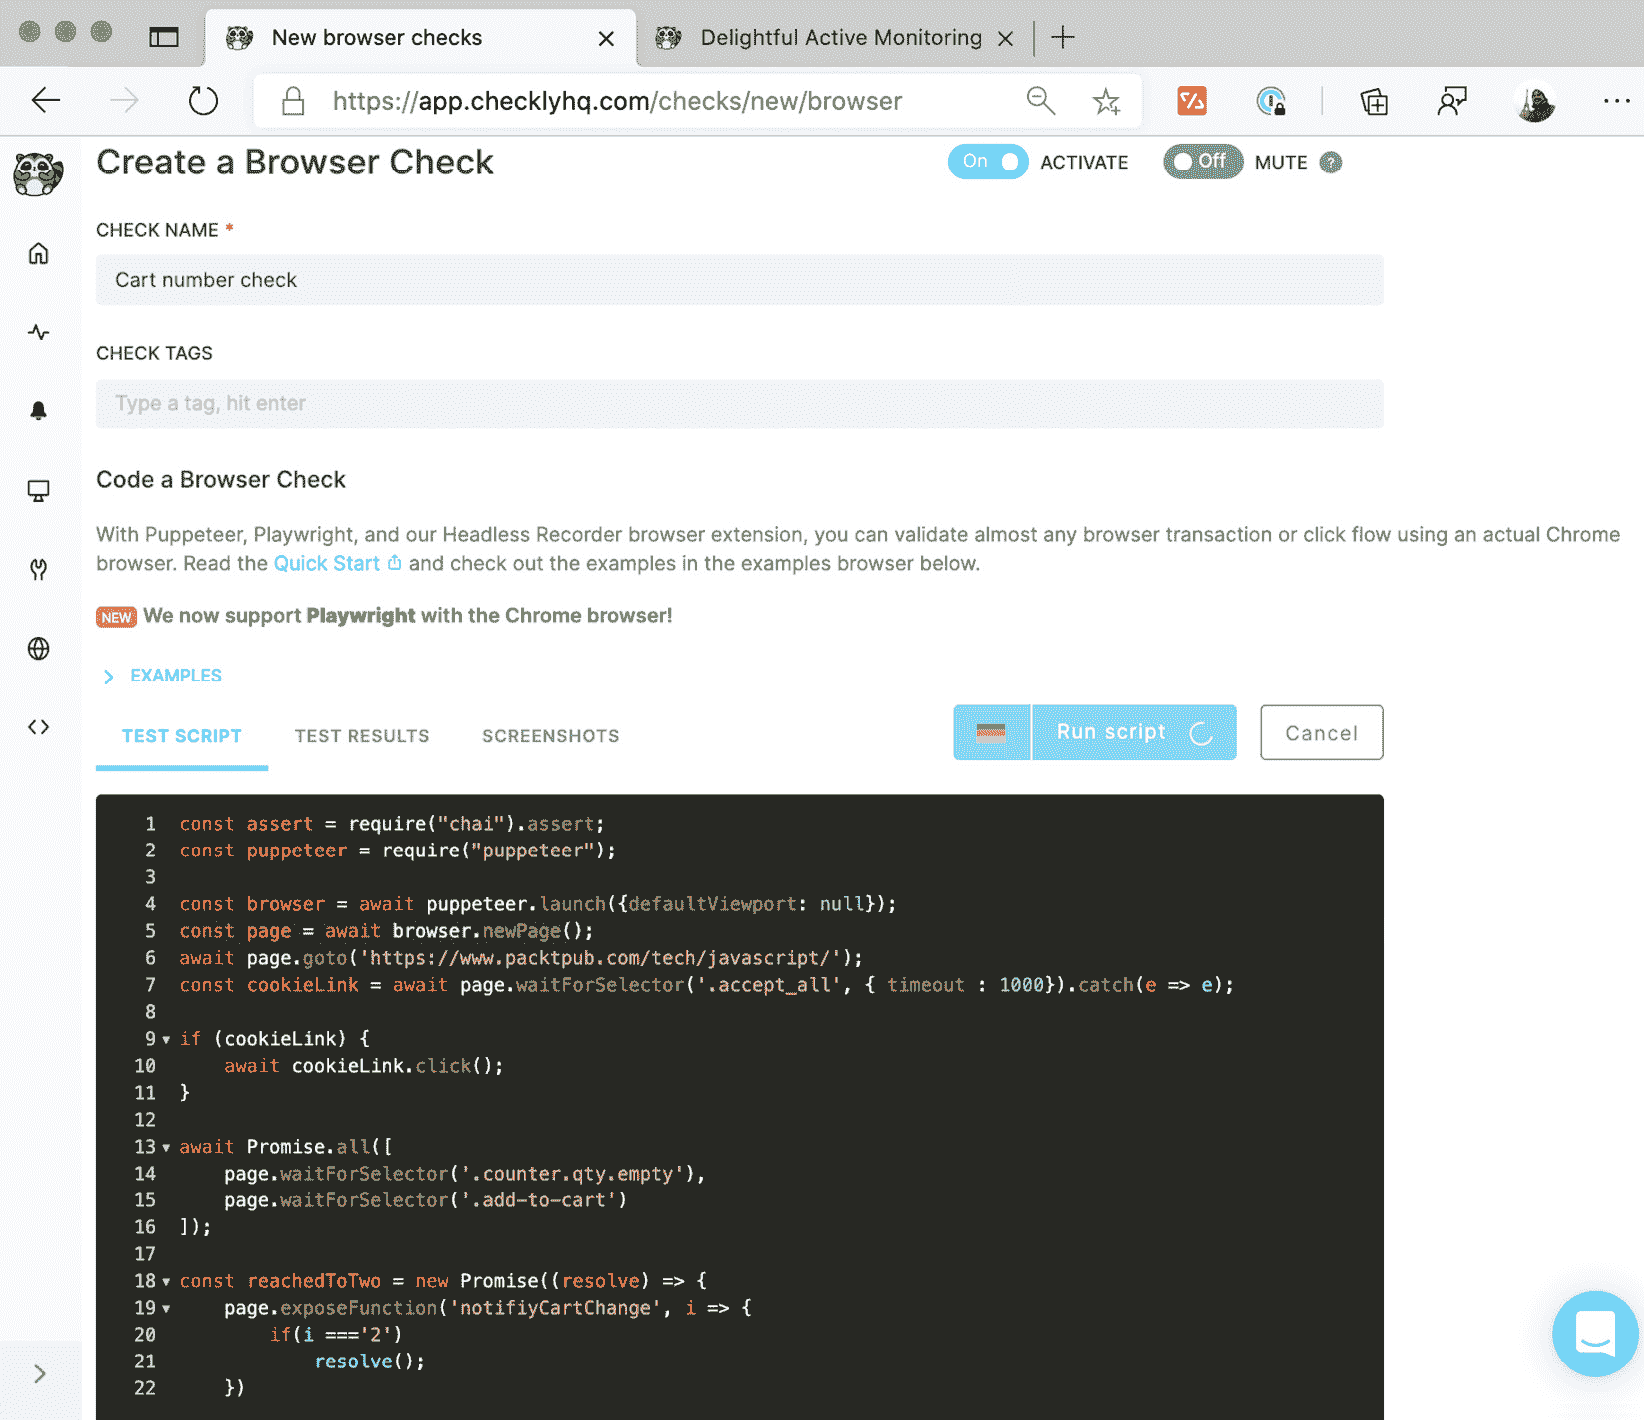 New browser checks
Delightful Active Monitoring
https://app.checklyhq.com/checks/new/browser
Create a Browser Check
On ACTIVATE
Off MUTE ?
CHECK NAME *
Cart number check
CHECK TAGS
Type a tag, hit enter
Code a Browser Check
With Puppeteer, Playwright, and our Headless Recorder browser extension, you can validate almost any browser transaction or click flow using an actual Chrome
browser. Read the Quick Start and check out the examples in the examples browser below.
NEW We now support Playwright with the Chrome browser!
EXAMPLES
TEST SCRIPT TEST RESULTS SCREENSHOTS
Run script
Cancel
1 const assert = require("chai").assert;
2 const puppeteer = require("puppeteer");
3
4 const browser = await puppeteer.launch({defaultViewport: null});
5 const page = await browser.newPage();
6 await page.goto('https://www.packtpub.com/tech/javascript/');
7 const cookieLink = await page.waitForSelector('.accept_all', { timeout : 1000}).catch(e => e);
8
9 if (cookieLink) {
10     await cookieLink.click();
11 }
12
13 await Promise.all([
14     page.waitForSelector('.counter.qty.empty'),
15     page.waitForSelector('.add-to-cart')
16 ]);
17
18 const reachedToTwo = new Promise((resolve) => {
19     page.exposeFunction('notifiyCartChange', i => {
20         if(i ==='2')
21             resolve();
22     })